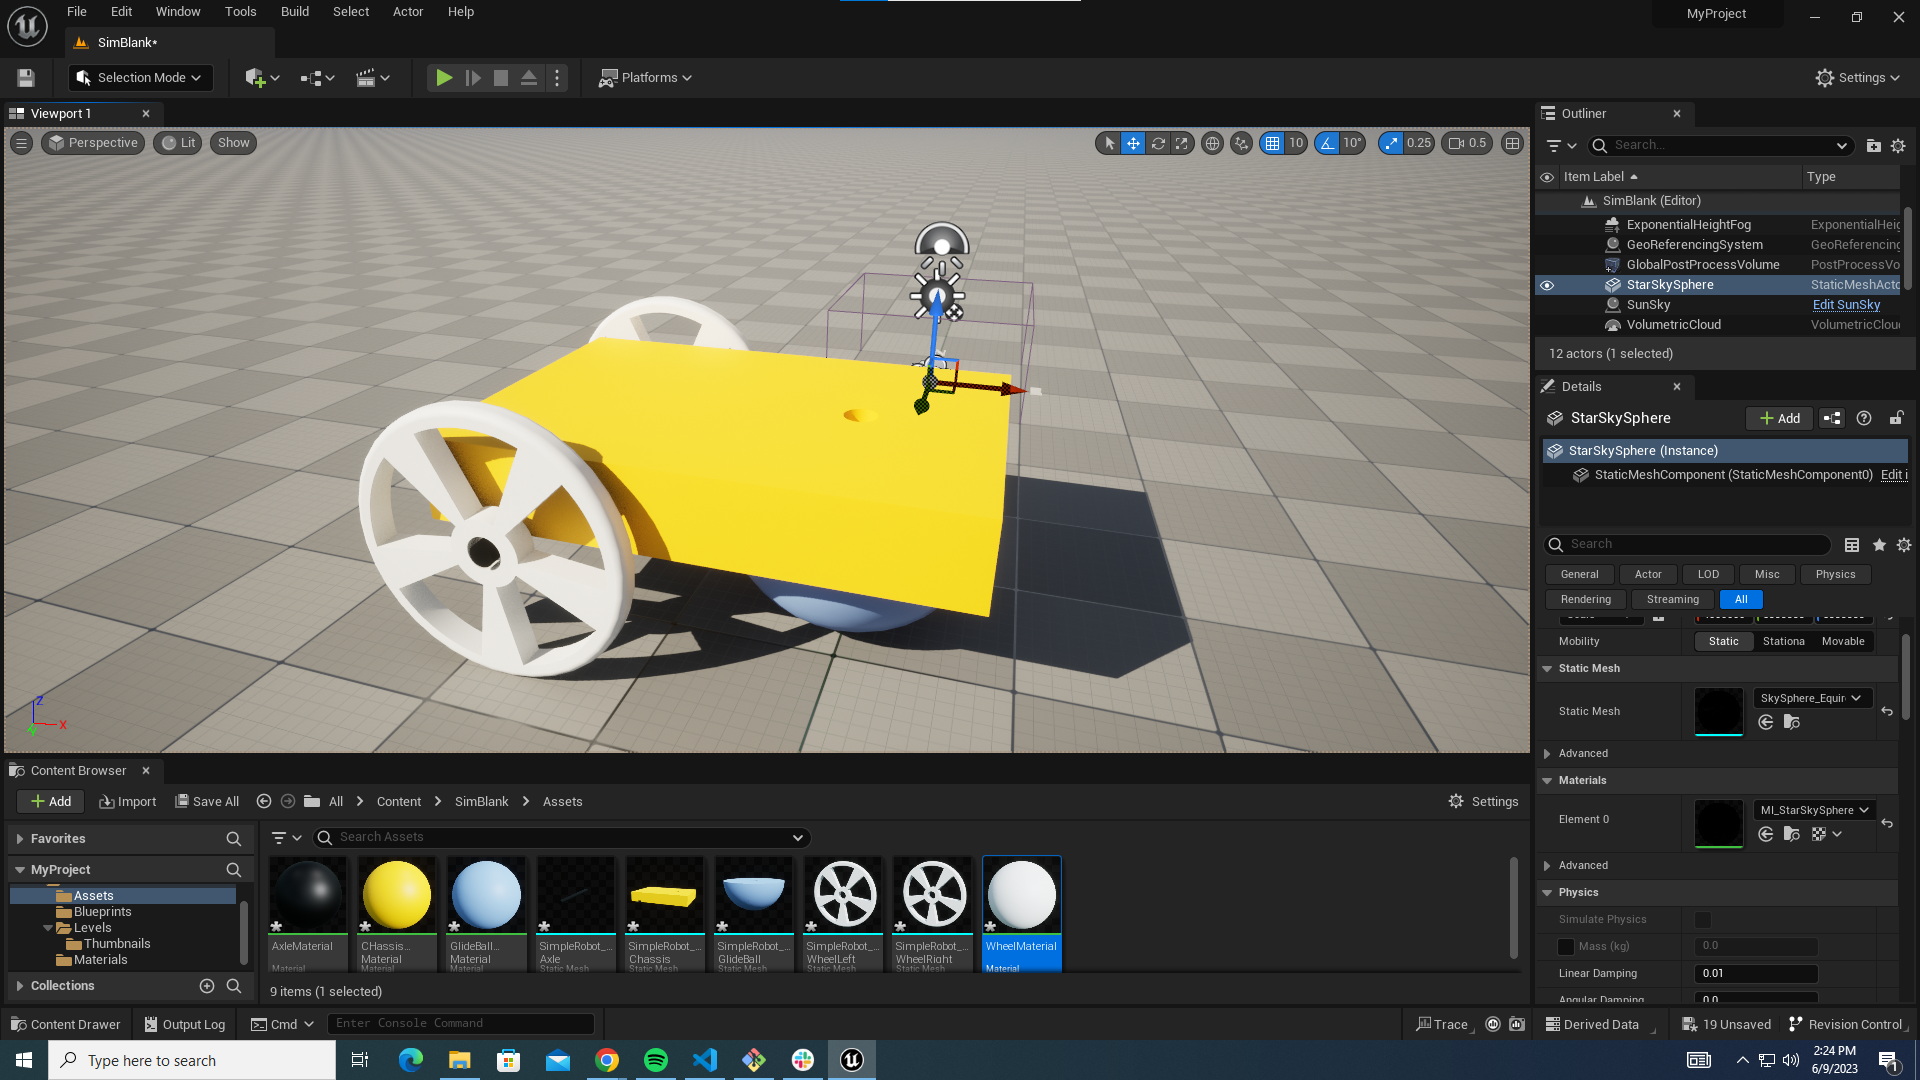 File Edit Window Tools Build Select Actor Help
MyProject
SimBlank*
Selection Mode
Platforms
Settings
Viewport 1
Perspective Lit Show
10 10° 0.25 0.5
Z
X
Y
Outliner
Search...
Item Label Type
SimBlank (Editor)
ExponentialHeightFog ExponentialHeig
GeoReferencingSystem GeoReferencing
GlobalPostProcessVolume PostProcessVo
StarSkySphere StaticMeshActo
SunSky Edit SunSky
VolumetricCloud VolumetricClou
12 actors (1 selected)
Details
StarSkySphere
Add
StarSkySphere (Instance)
StaticMeshComponent (StaticMeshComponent0) Edit i
Search
General Actor LOD Misc Physics
Rendering Streaming All
Mobility Static Stationa Movable
Static Mesh
Static Mesh SkySphere_Equir
Advanced
Materials
Element 0 MI_StarSkySphere
Advanced
Physics
Simulate Physics
Mass (kg) 0.0
Linear Damping 0.01
Angular Damping 0.0
Content Browser
Add Import Save All All Content SimBlank Assets Settings
Favorites
MyProject
Assets
Blueprints
Levels
Thumbnails
Materials
Collections
Search Assets
AxleMaterial
Material
CHassis...
Material
Material
GlideBall...
Material
Material
SimpleRobot_...
Axle
Static Mesh
SimpleRobot_...
Chassis
Static Mesh
SimpleRobot_...
GlideBall
Static Mesh
SimpleRobot_...
WheelLeft
Static Mesh
SimpleRobot_...
WheelRight
Static Mesh
WheelMaterial
Material
9 items (1 selected)
Content Drawer Output Log Cmd Enter Console Command
Trace Derived Data 19 Unsaved Revision Control
Type here to search
2:24 PM
6/9/2023
1